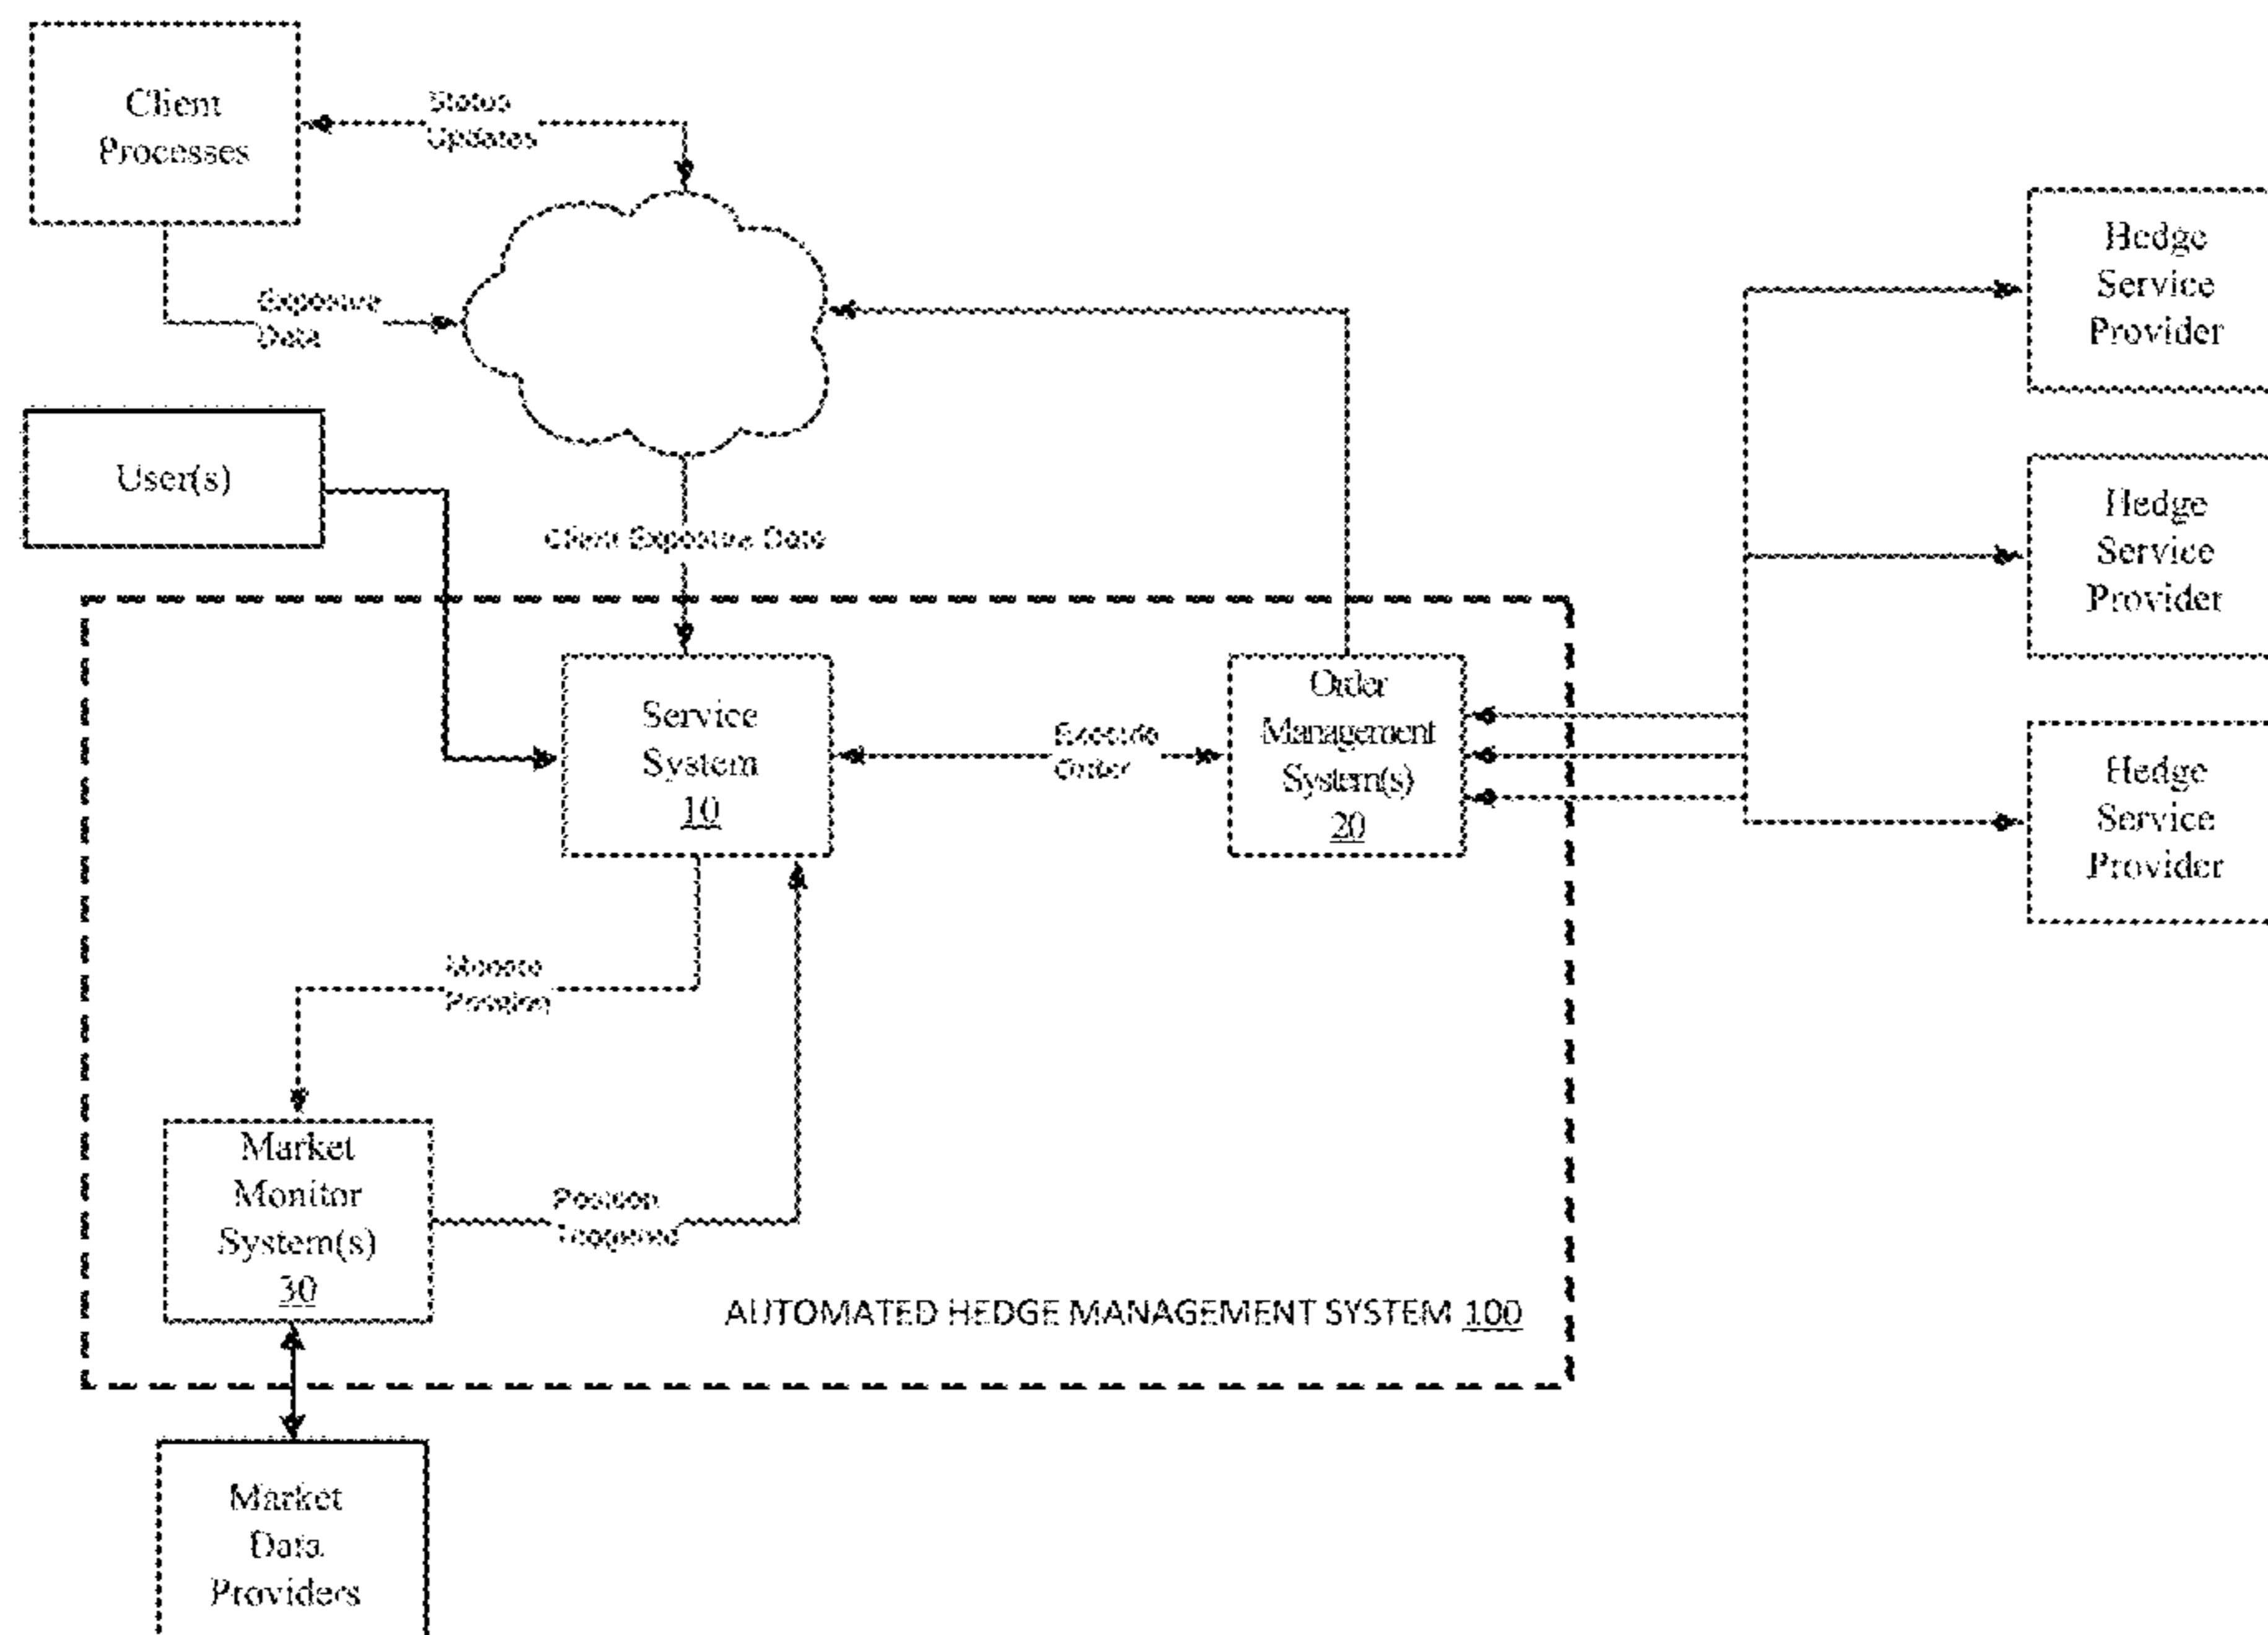 Client
Processes
Status
Updates
Exposure
Data
User(s)
Client Exposure Data
Hedge
Service
Provider
Hedge
Service
Provider
Hedge
Service
Provider
Service
System
10
Execute
Order
Order
Management
System(s)
20
Monitor
Position
Market
Monitor
System(s)
30
Position
Triggered
AUTOMATED HEDGE MANAGEMENT SYSTEM 100
Market
Data
Providers